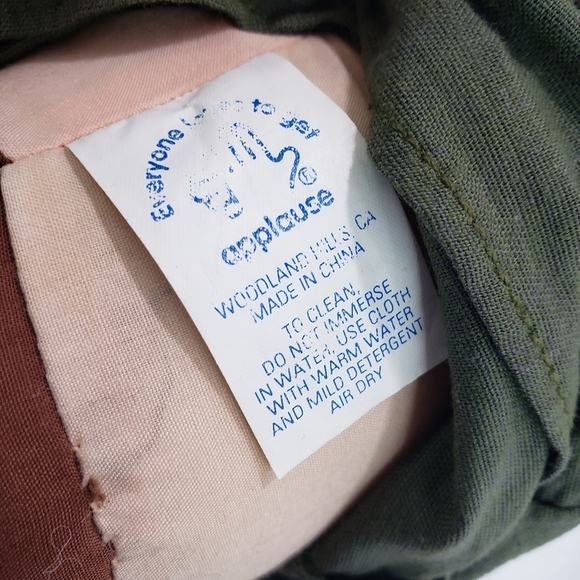 Everyone to get
®
applause
WOODLAND HILLS, CA
MADE IN CHINA
TO CLEAN,
DO NOT IMMERSE
IN WATER, USE CLOTH
WITH WARM WATER
AND MILD DETERGENT
AIR DRY